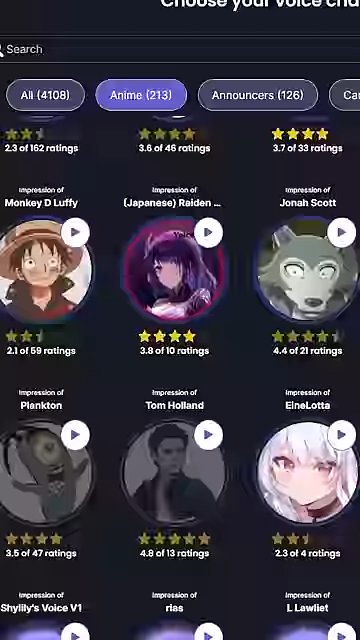 Choose your voice cha
Search
All (4108)
Anime (213)
Announcers (126)
Ca
2.3 of 162 ratings
3.6 of 46 ratings
3.7 of 33 ratings
Impression of
Monkey D Luffy
Impression of
(Japanese) Raiden ...
Impression of
Jonah Scott
2.1 of 59 ratings
3.8 of 10 ratings
4.4 of 21 ratings
Impression of
Plankton
Impression of
Tom Holland
Impression of
EineLotta
3.5 of 47 ratings
4.8 of 13 ratings
2.3 of 4 ratings
Impression of
Shylily's Voice V1
Impression of
rias
Impression of
L Lawliet